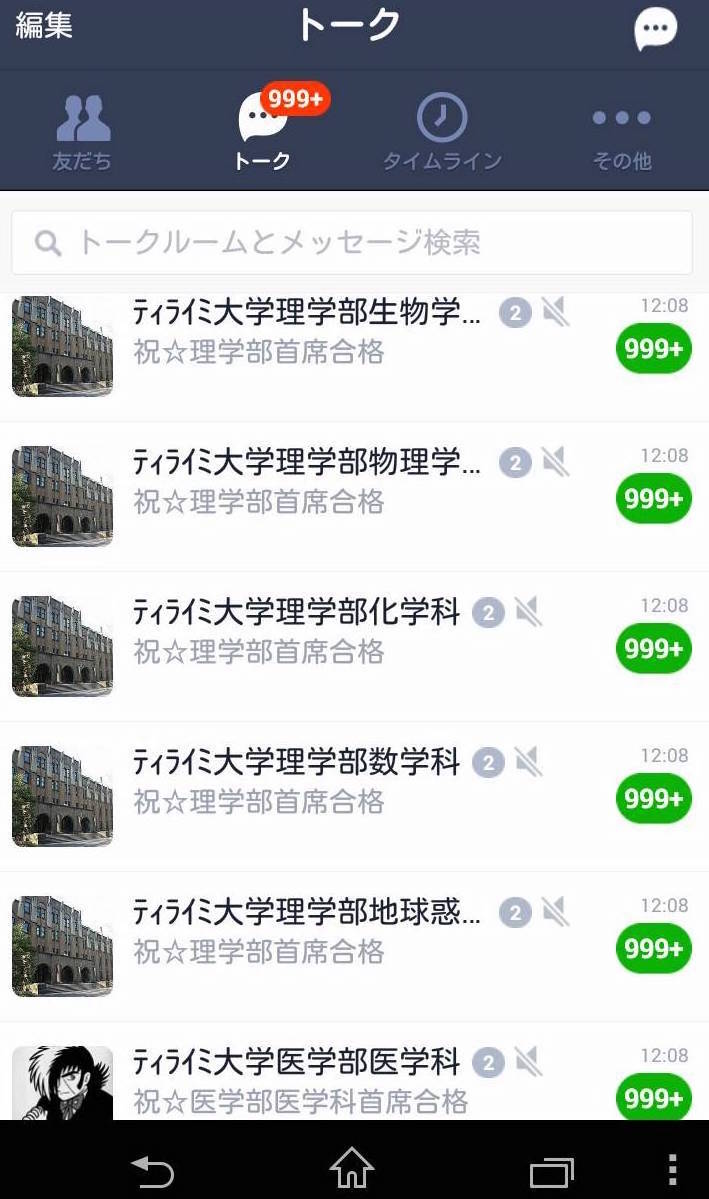 編集
トーク
999+
友だち
トーク
タイムライン
その他
トークルームとメッセージ検索
ﾃｨﾗｲﾐ大学理学部生物学... 2 12:08
祝☆理学部首席合格 999+
ﾃｨﾗｲﾐ大学理学部物理学... 2 12:08
祝☆理学部首席合格 999+
ﾃｨﾗｲﾐ大学理学部化学科 2 12:08
祝☆理学部首席合格 999+
ﾃｨﾗｲﾐ大学理学部数学科 2 12:08
祝☆理学部首席合格 999+
ﾃｨﾗｲﾐ大学理学部地球惑... 2 12:08
祝☆理学部首席合格 999+
ﾃｨﾗｲﾐ大学医学部医学科 2 12:08
祝☆医学部医学科首席合格 999+